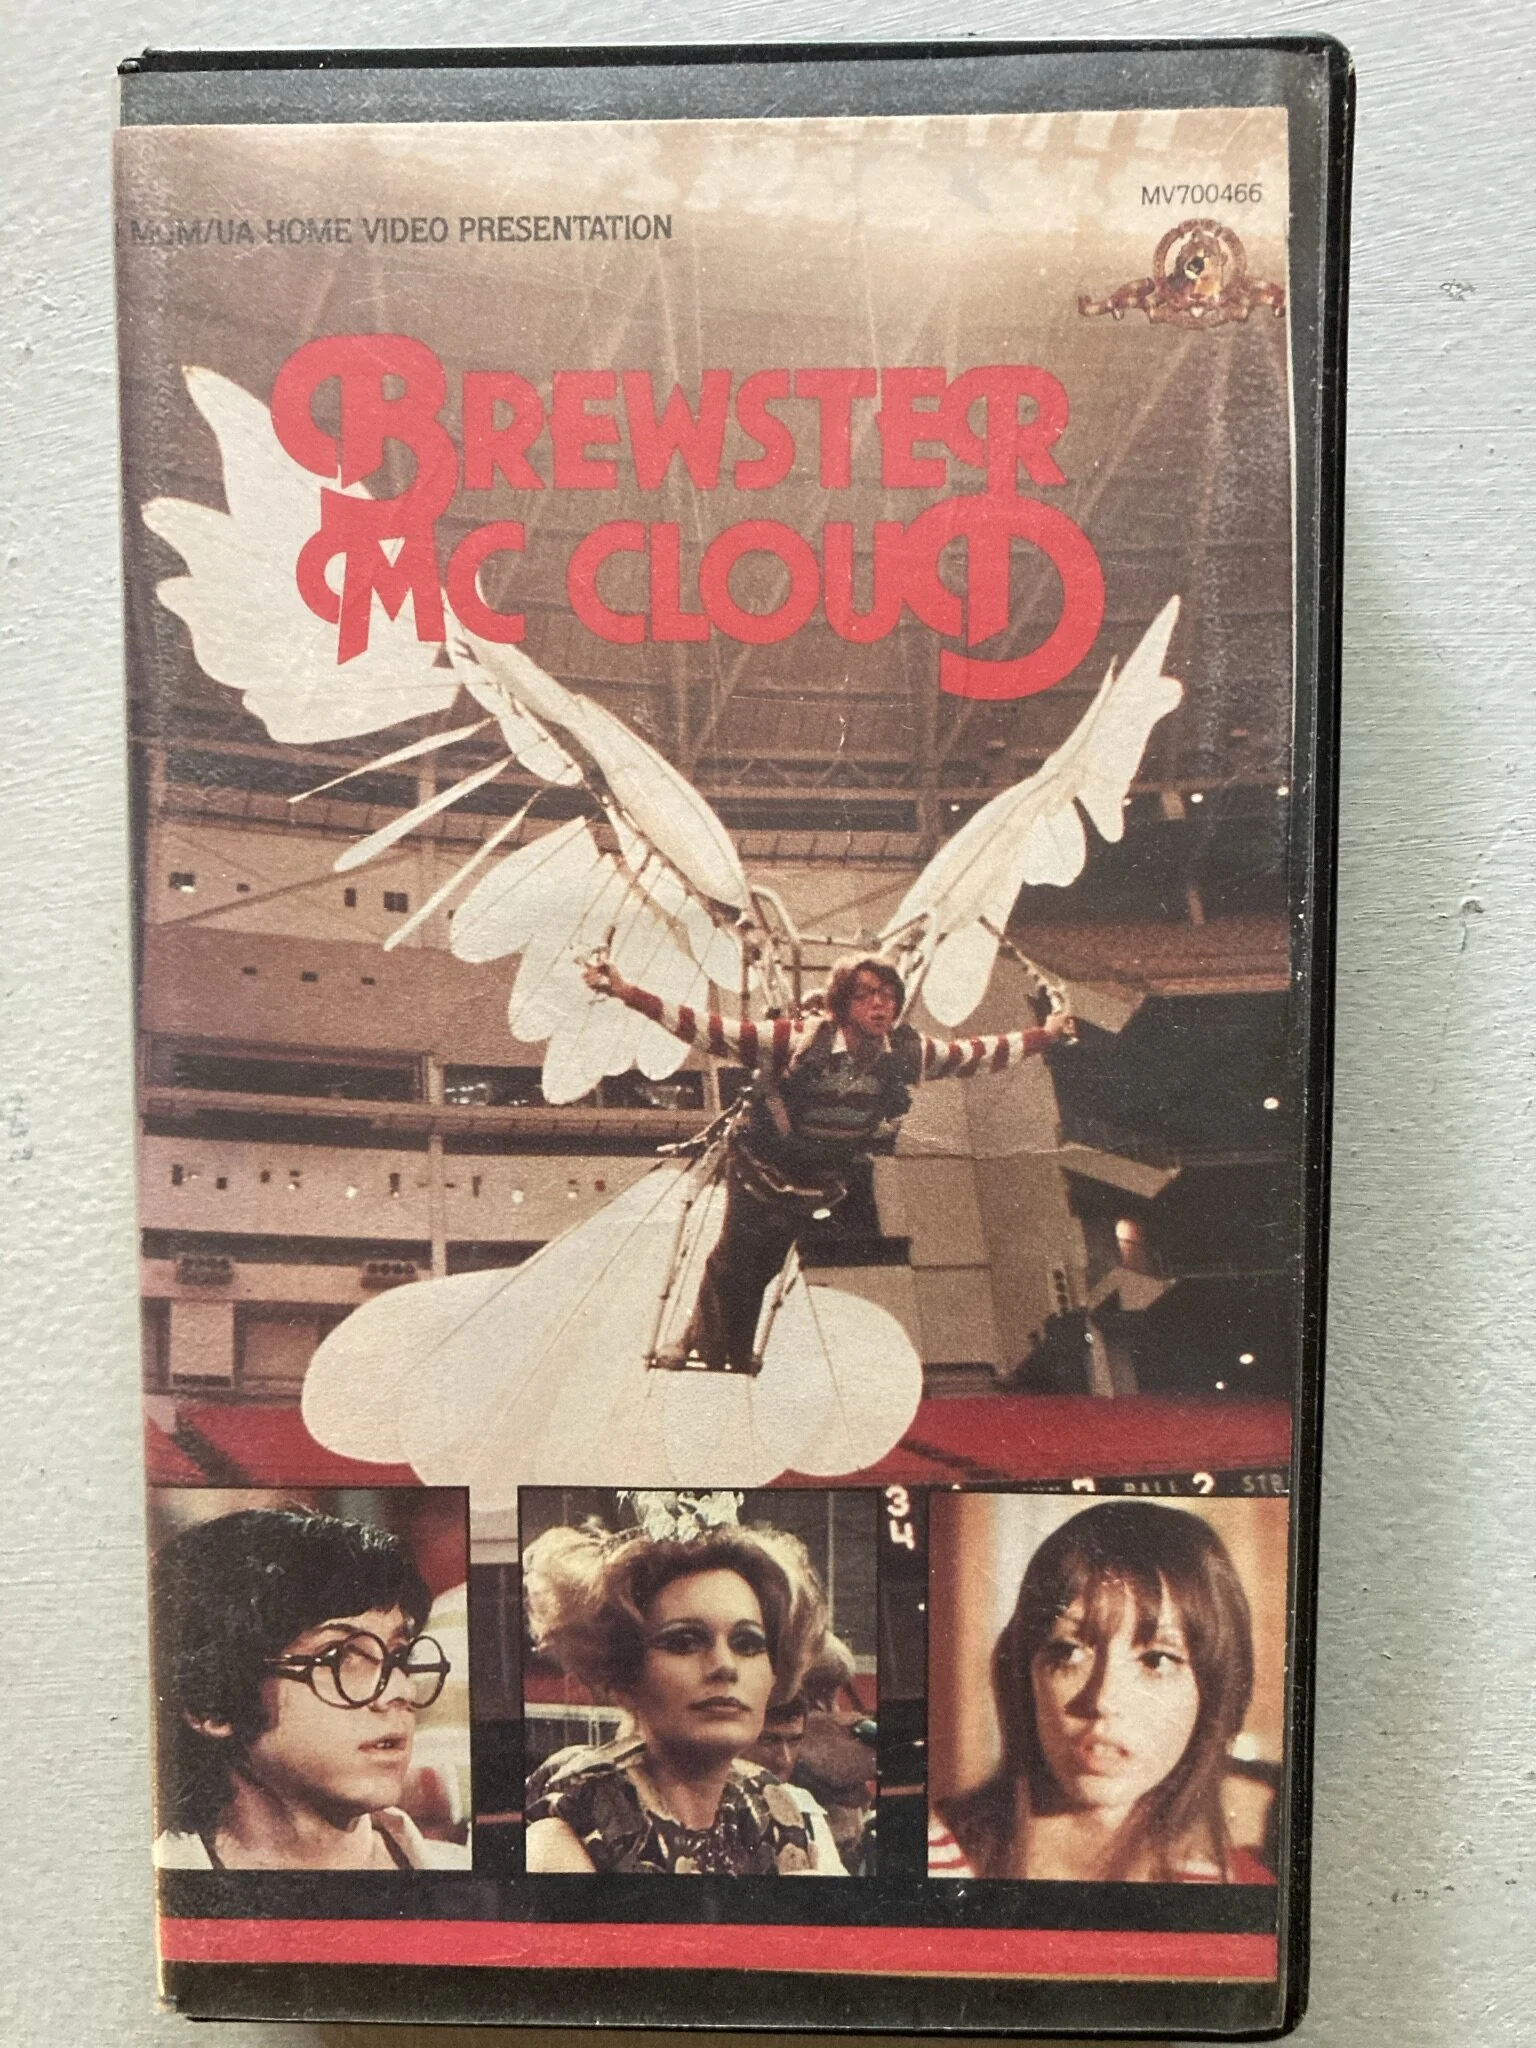 MV700466
MGM/UA HOME VIDEO PRESENTATION
BREWSTER
MC CLOUD